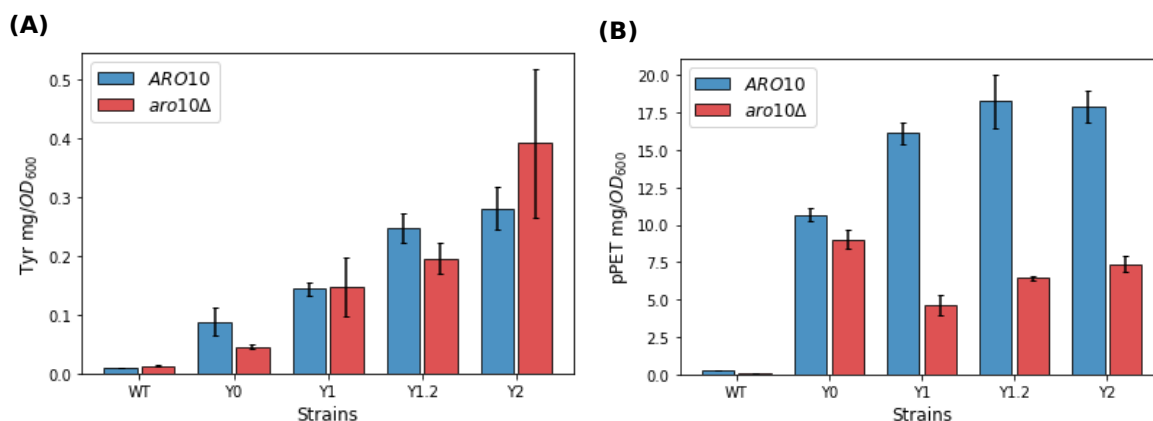 (A)
Tyr mg/OD600
0.5
0.4
0.3
0.2
0.1
0.0
ARO10
aro10Δ
WT Y0 Y1 Y1.2 Y2
Strains
(B)
pPET mg/OD600
20.0
17.5
15.0
12.5
10.0
7.5
5.0
2.5
0.0
ARO10
aro10Δ
WT Y0 Y1 Y1.2 Y2
Strains